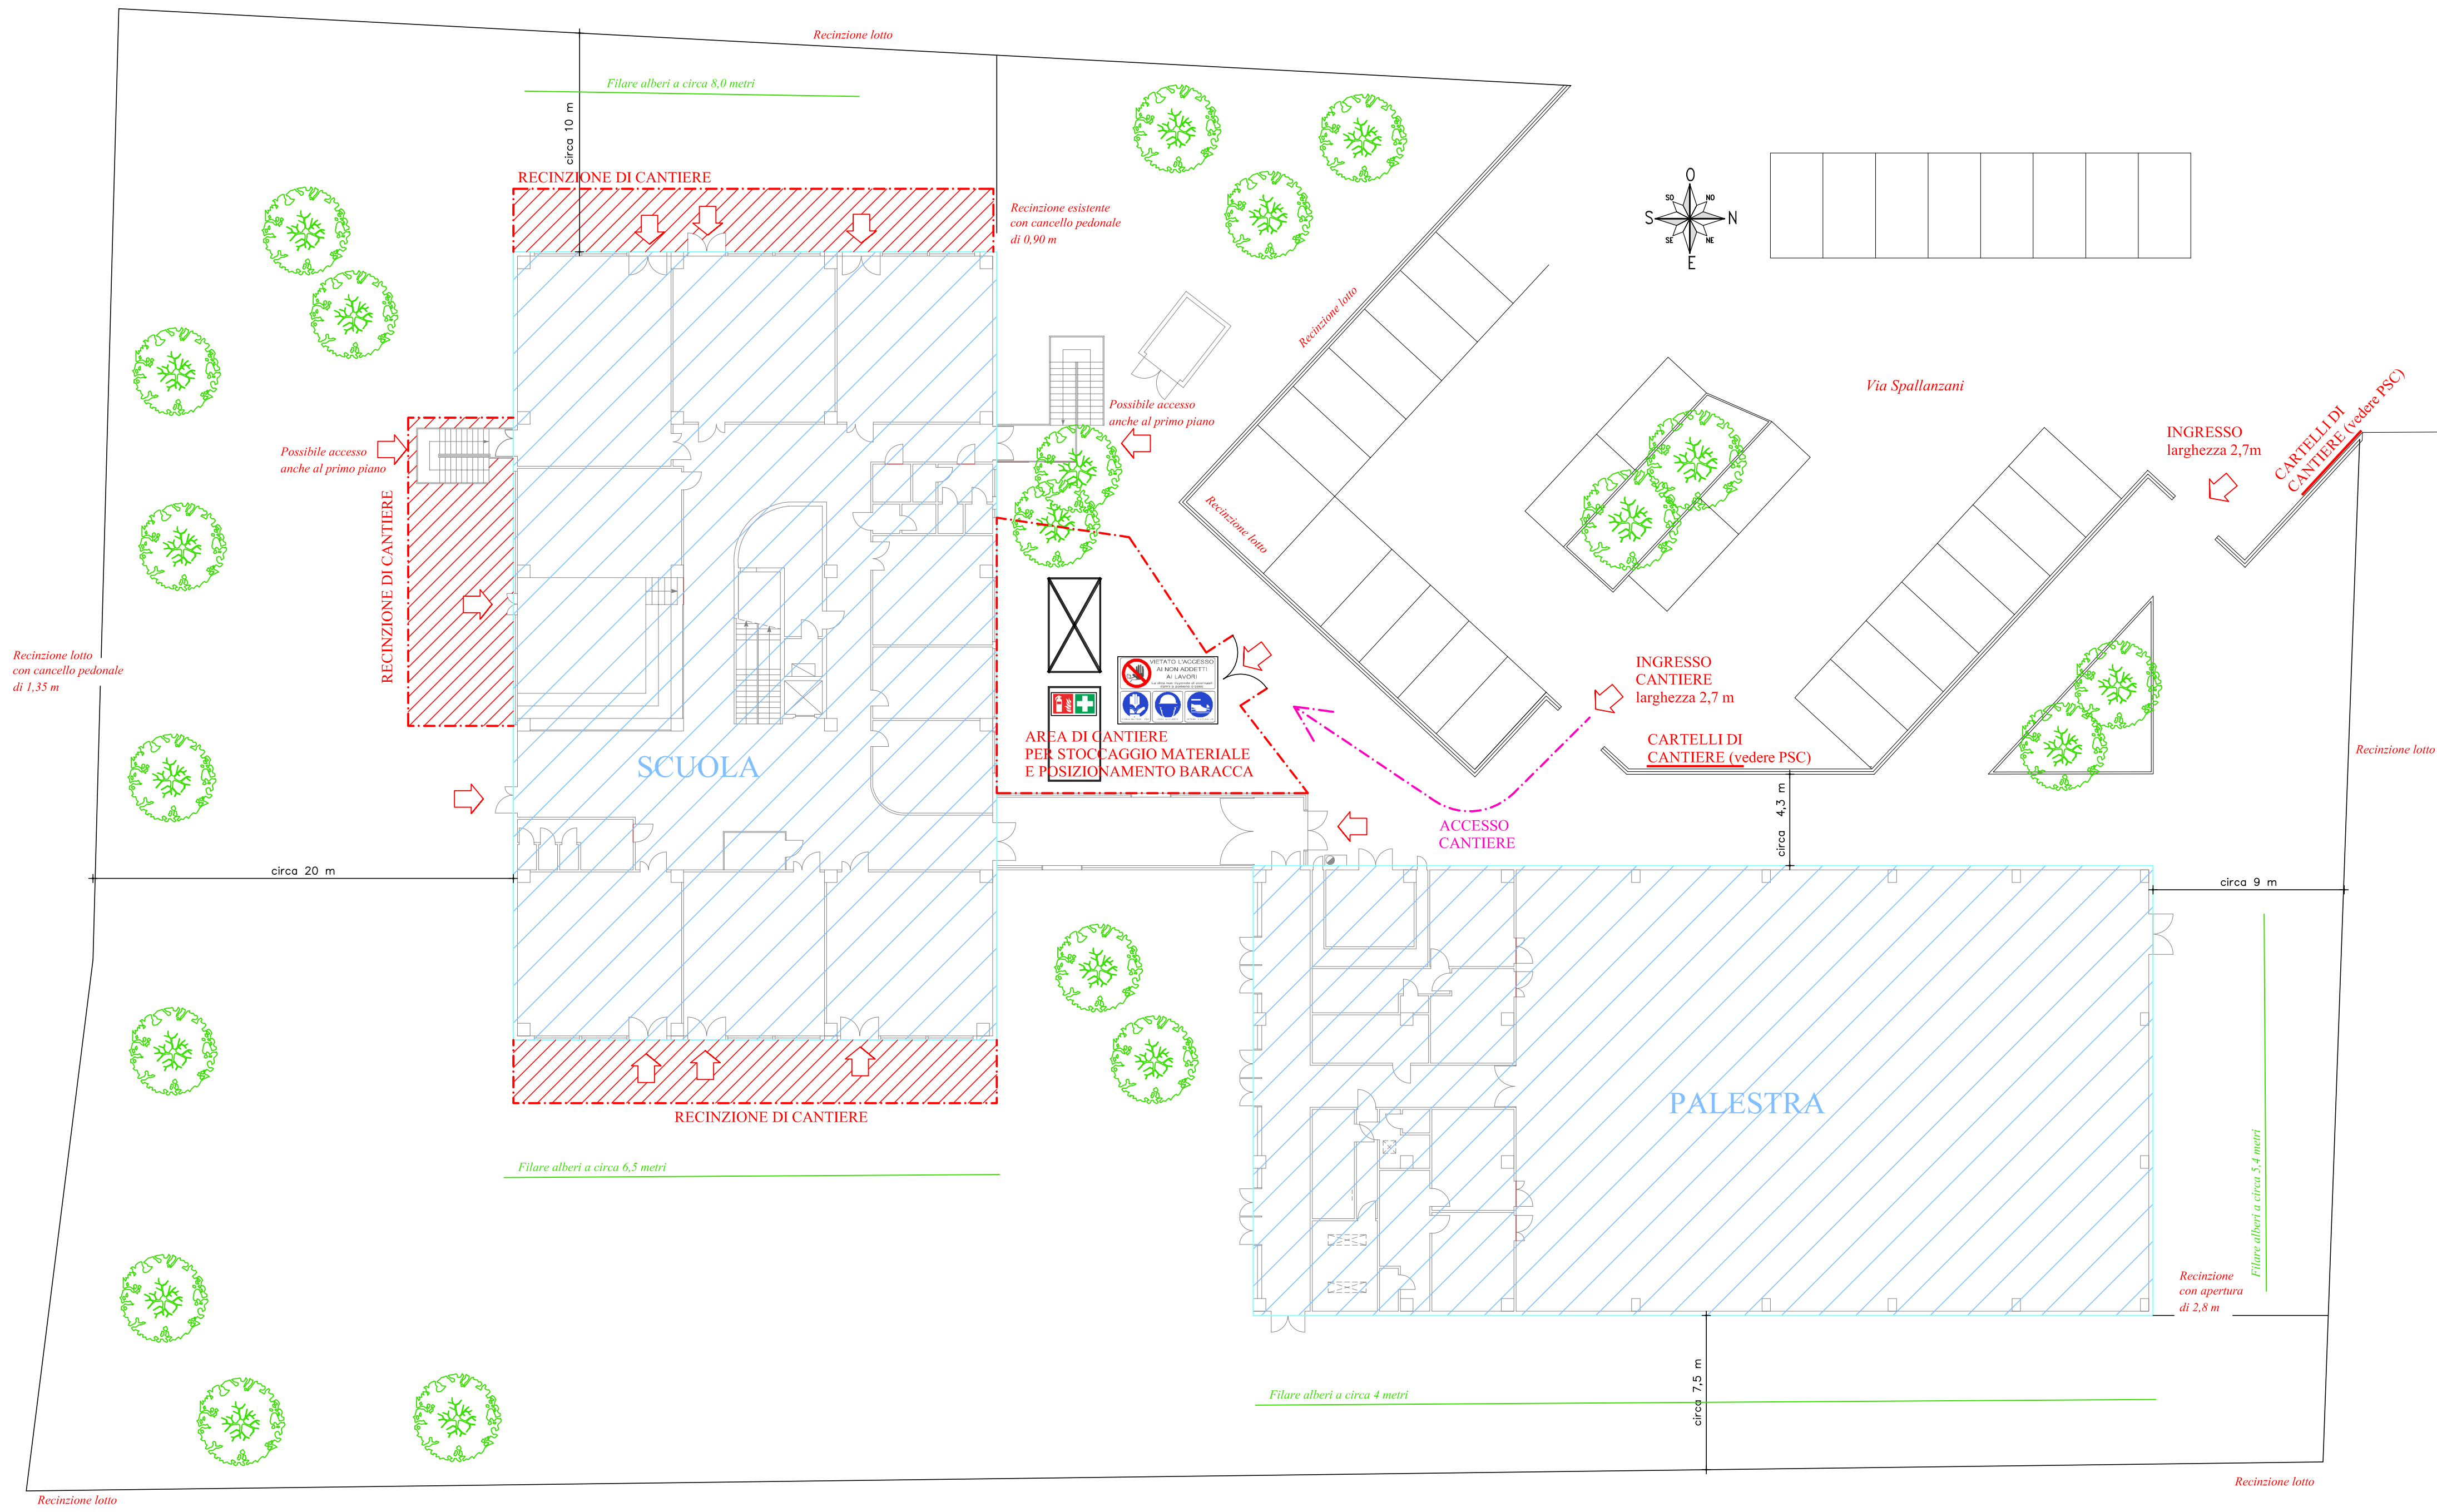 Recinzione lotto
Filare alberi a circa 8,0 metri
circa 10 m
RECINZIONE DI CANTIERE
Recinzione esistente
con cancello pedonale
di 0,90 m
O
SO
NO
S
N
SE
NE
E
Recinzione lotto
Via Spallanzani
Possibile accesso
anche al primo piano
Possibile accesso
anche al primo piano
INGRESSO
larghezza 2,7m
CARTELLI DI
CANTIERE (vedere PSC)
Recinzione lotto
RECINZIONE DI CANTIERE
Recinzione lotto
con cancello pedonale
di 1,35 m
VIETATO L'ACCESSO
AI NON ADDETTI
AI LAVORI
INGRESSO
CANTIERE
larghezza 2,7 m
CARTELLI DI
CANTIERE (vedere PSC)
Recinzione lotto
AREA DI CANTIERE
PER STOCCAGGIO MATERIALE
E POSIZIONAMENTO BARACCA
SCUOLA
circa 4,3 m
ACCESSO
CANTIERE
circa 20 m
circa 9 m
PALESTRA
RECINZIONE DI CANTIERE
Filare alberi a circa 6,5 metri
Filare alberi a circa 5,4 metri
Recinzione
con apertura
di 2,8 m
circa 7,5 m
Filare alberi a circa 4 metri
Recinzione lotto
Recinzione lotto